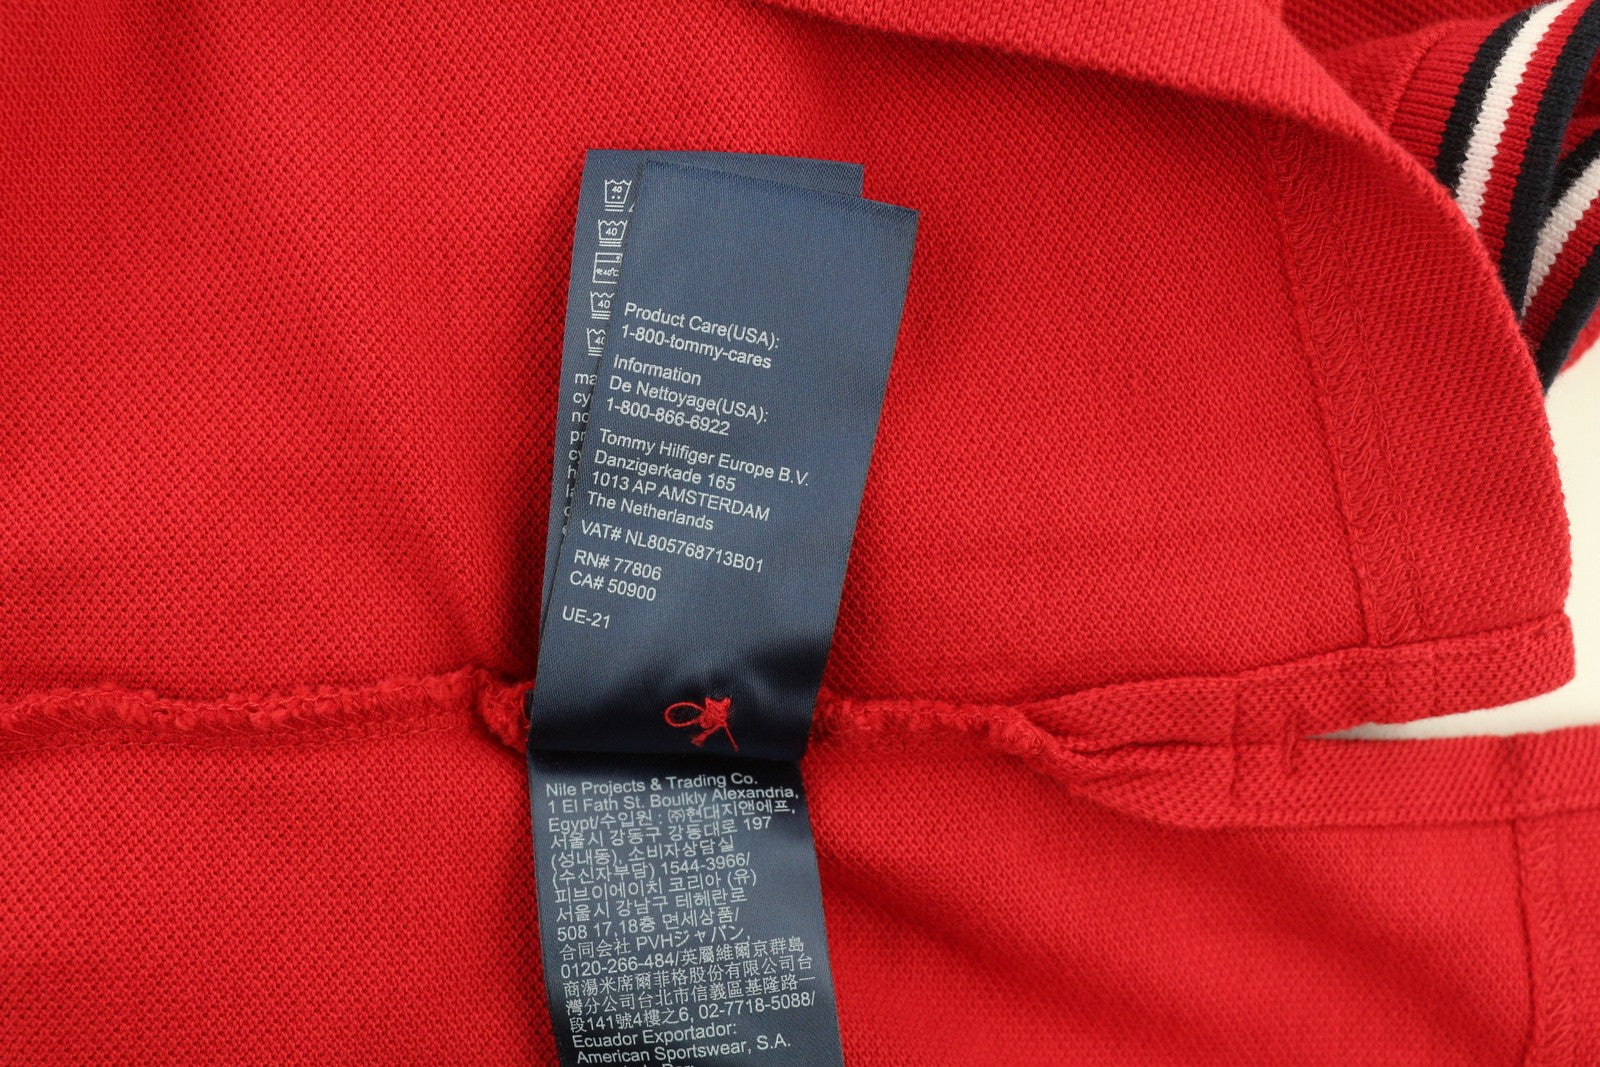 40
40
40°C
40
40
ma
cy
no
pr
cy
Product Care(USA):
1-800-tommy-cares
Information
De Nettoyage(USA):
1-800-866-6922
Tommy Hilfiger Europe B.V.
Danzigerkade 165
1013 AP AMSTERDAM
The Netherlands
VAT# NL805768713B01
RN# 77806
CA# 50900
UE-21
Nile Projects & Trading Co.
1 El Fath St. Boulkly Alexandria,
Egypt/수입원 : ㈜현대지앤에프,
서울시 강동구 강동대로 197
(성내동), 소비자상담실
(수신자부담) 1544-3966/
피브이에이치 코리아 (유)
서울시 강남구 테헤란로
508 17,18층 면세상품/
合同会社 PVHジャパン,
0120-266-484/英屬維爾京群島
商湯米席爾菲格股份有限公司台
灣分公司台北市信義區基隆路一
段141號4樓之6, 02-7718-5088/
Ecuador Exportador:
American Sportswear, S.A.